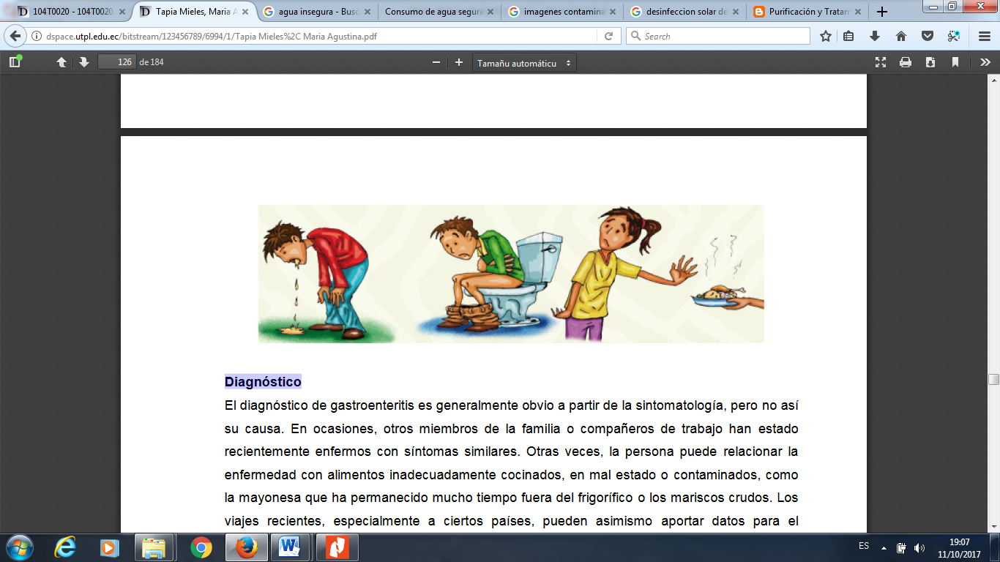 104T0020 - 104T0020.
Tapia Mieles, Maria A
agua insegura - Busc
Consumo de agua segura
imagenes contamina
desinfeccion solar de
Purificación y Tratam
dspace.utpl.edu.ec/bitstream/123456789/6994/1/Tapia Mieles%2C Maria Agustina.pdf
Search
126 de 184
Tamañu automáticu
Diagnóstico
El diagnóstico de gastroenteritis es generalmente obvio a partir de la sintomatología, pero no así
su causa. En ocasiones, otros miembros de la familia o compañeros de trabajo han estado
recientemente enfermos con síntomas similares. Otras veces, la persona puede relacionar la
enfermedad con alimentos inadecuadamente cocinados, en mal estado o contaminados, como
la mayonesa que ha permanecido mucho tiempo fuera del frigorífico o los mariscos crudos. Los
viajes recientes, especialmente a ciertos países, pueden asimismo aportar datos para el
ES
19:07
11/10/2017